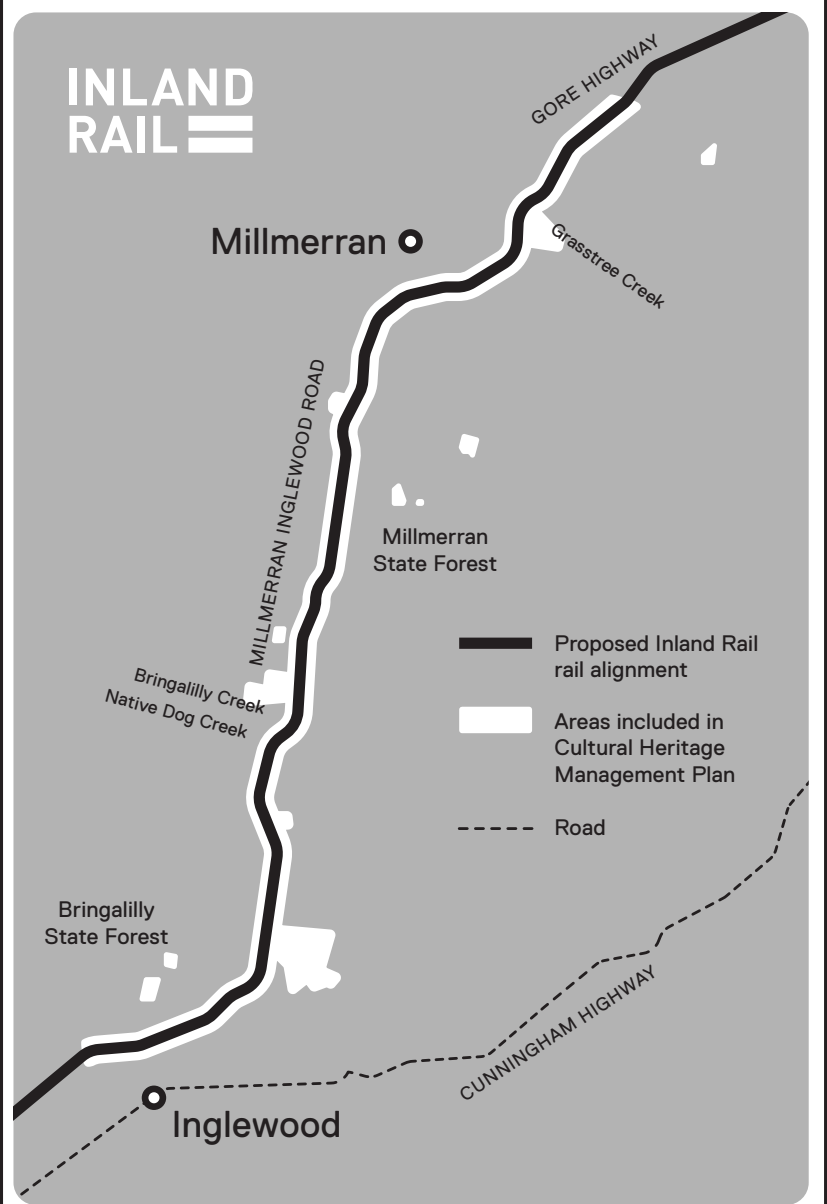 INLAND
RAIL
GORE HIGHWAY
Millmerran
Grasstree Creek
MILLMERRAN INGLEWOOD ROAD
Millmerran
State Forest
Proposed Inland Rail
rail alignment
Bringalilly Creek
Native Dog Creek
Areas included in
Cultural Heritage
Management Plan
Road
Bringalilly
State Forest
CUNNINGHAM HIGHWAY
Inglewood